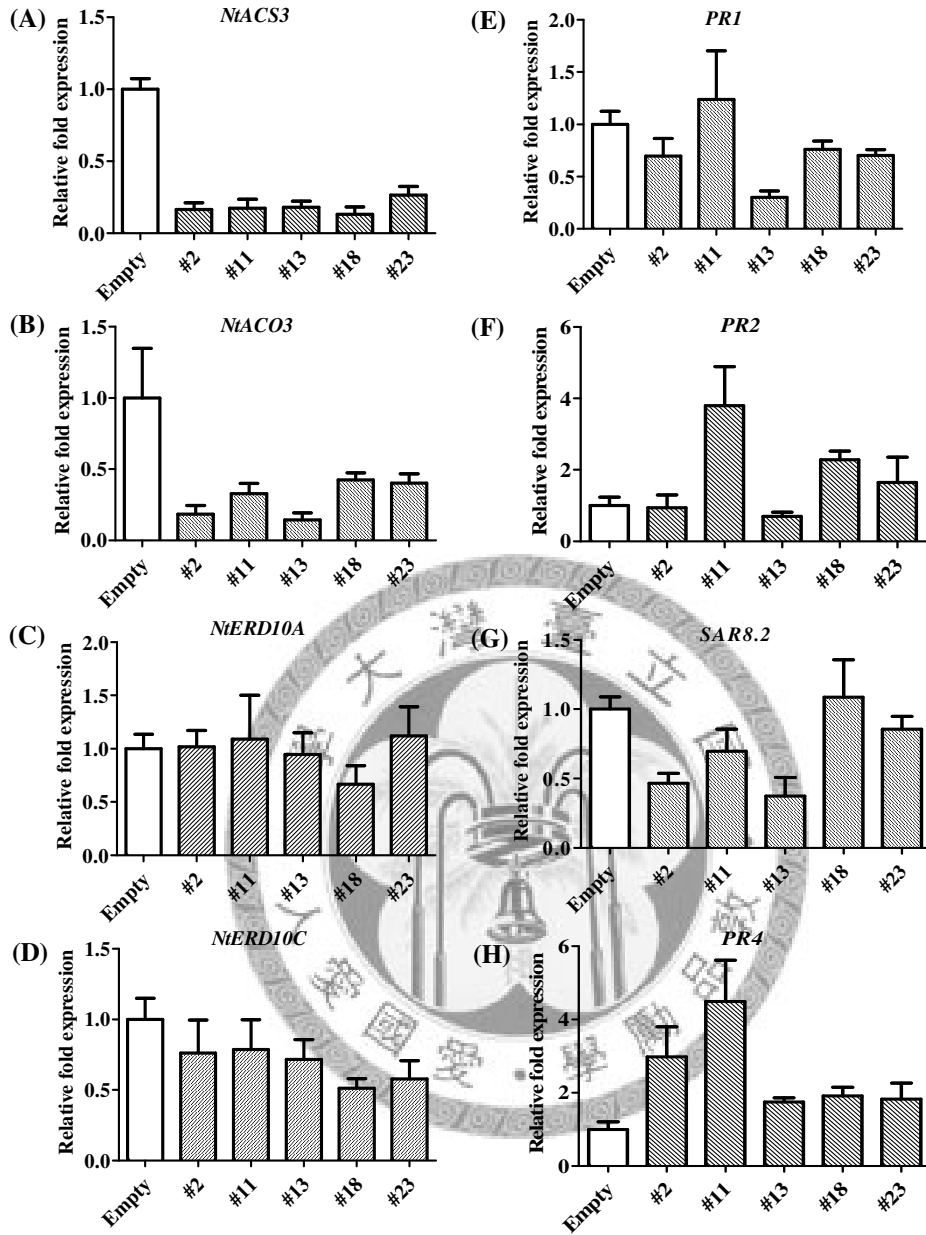 (A)
NtACS3
Relative fold expression
1.5
1.0
0.5
0.0
Empty
#2
#11
#13
#18
#23
(B)
NtACO3
Relative fold expression
1.5
1.0
0.5
0.0
Empty
#2
#11
#13
#18
#23
(C)
NtERD10A
Relative fold expression
2.0
1.5
1.0
0.5
0.0
Empty
#2
#11
#13
#18
#23
(D)
NtERD10C
Relative fold expression
1.5
1.0
0.5
0.0
Empty
#2
#11
#13
#18
#23
(E)
PR1
Relative fold expression
2.0
1.5
1.0
0.5
0.0
Empty
#2
#11
#13
#18
#23
(F)
PR2
Relative fold expression
6
4
2
0
Empty
#2
#11
#13
#18
#23
(G)
SAR8.2
Relative fold expression
1.5
1.0
0.5
0.0
Empty
#2
#11
#13
#18
#23
(H)
PR4
Relative fold expression
6
4
2
0
Empty
#2
#11
#13
#18
#23
大
立
愛
國
愛
人
品